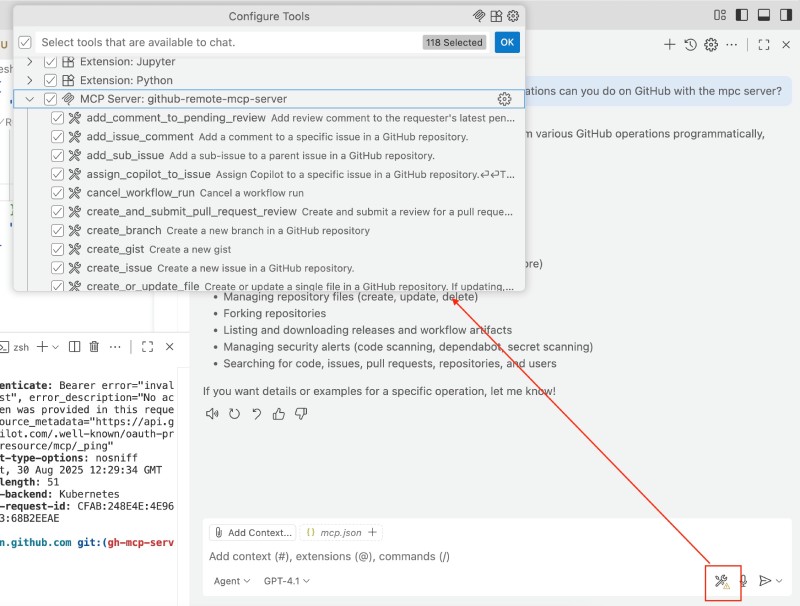 Configure Tools
Select tools that are available to chat.
118 Selected
OK
Extension: Jupyter
Extension: Python
MCP Server: github-remote-mcp-server
add_comment_to_pending_review Add review comment to the requester's latest pen...
add_issue_comment Add a comment to a specific issue in a GitHub repository.
add_sub_issue Add a sub-issue to a parent issue in a GitHub repository.
assign_copilot_to_issue Assign Copilot to a specific issue in a GitHub repository.↩↩T...
cancel_workflow_run Cancel a workflow run
create_and_submit_pull_request_review Create and submit a review for a pull reque...
create_branch Create a new branch in a GitHub repository
create_gist Create a new gist
create_issue Create a new issue in a GitHub repository.
create_or_update_file Create or update a single file in a GitHub repository. If updating,...
ations can you do on GitHub with the mpc server?
m various GitHub operations programmatically,
ore)
• Managing repository files (create, update, delete)
• Forking repositories
• Listing and downloading releases and workflow artifacts
• Managing security alerts (code scanning, dependabot, secret scanning)
• Searching for code, issues, pull requests, repositories, and users
If you want details or examples for a specific operation, let me know!
zsh
enticate: Bearer error="inval
st", error_description="No ac
en was provided in this reque
ource_metadata="https://api.g
pilot.com/.well-known/oauth-pr
resource/mcp/_ping"
t-type-options: nosniff
t, 30 Aug 2025 12:29:34 GMT
length: 51
-backend: Kubernetes
-request-id: CFAB:248E4E:4E96
3:68B2EEAE
n.github.com git:(gh-mcp-serv
Add Context...
{} mcp.json
Add context (#), extensions (@), commands (/)
Agent
GPT-4.1